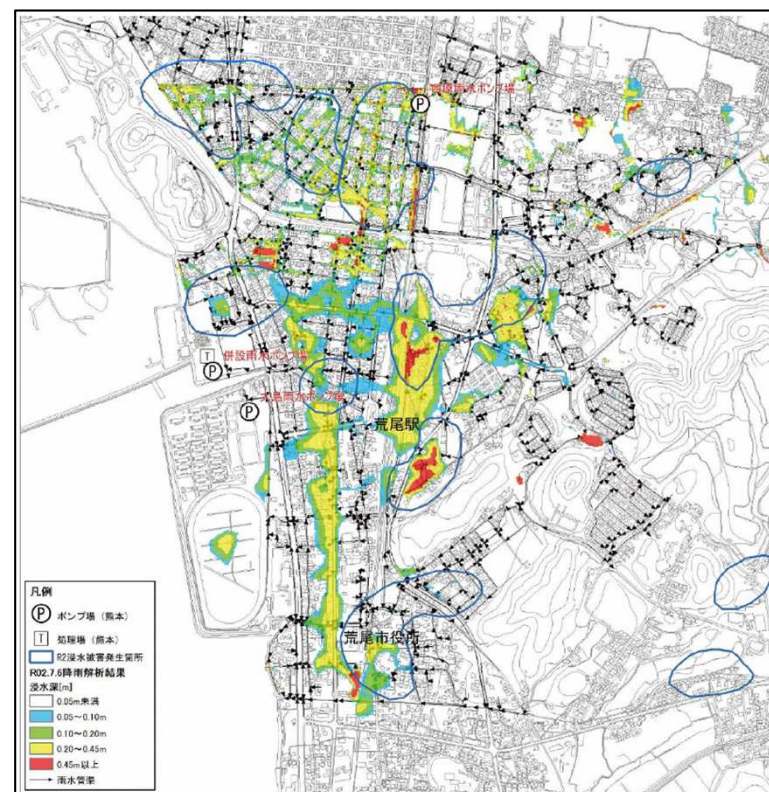 雨水ポンプ場
P
T
併設雨水ポンプ場
P
大島雨水ポンプ場
P
荒尾駅
荒尾市役所
凡例
P ポンプ場（熊本）
T 処理場（熊本）
R2浸水被害発生箇所
R02.7.6降雨解析結果
浸水深[m]
0.05m未満
0.05～0.10m
0.10～0.20m
0.20～0.45m
0.45m以上
雨水管渠